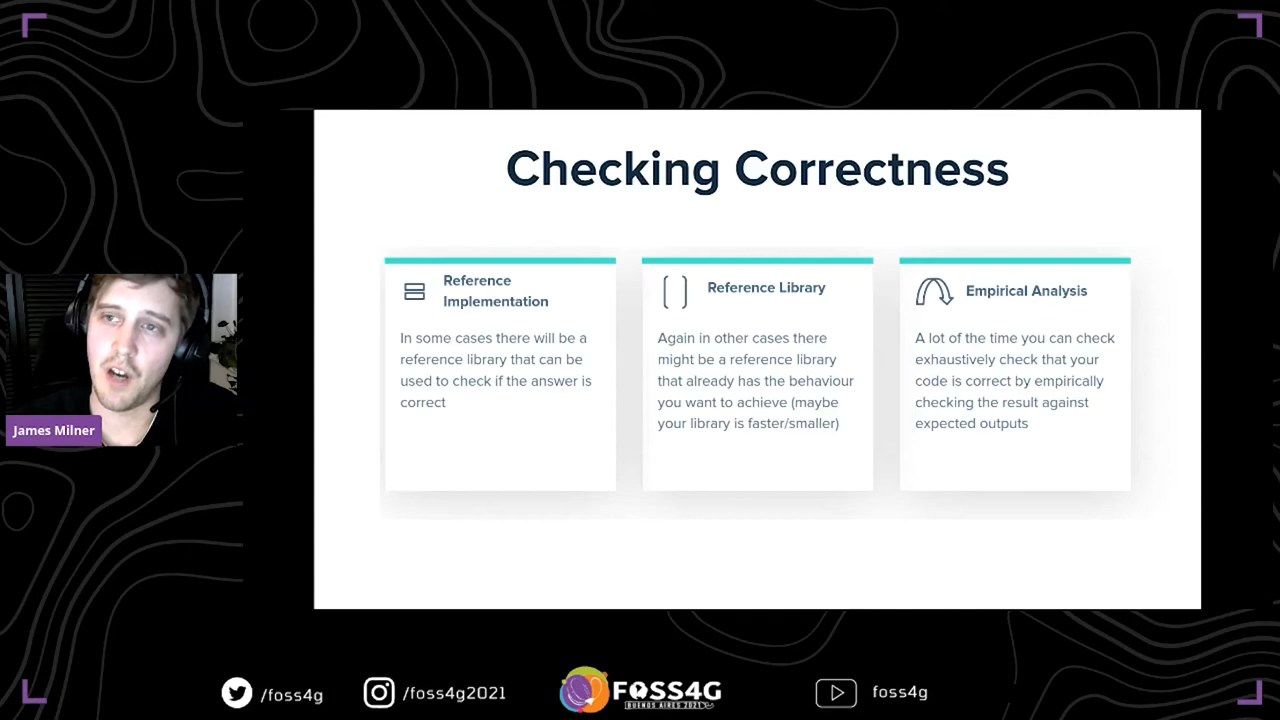 Checking Correctness
Reference
Implementation
In some cases there will be a
reference library that can be
used to check if the answer is
correct
Reference Library
Again in other cases there
might be a reference library
that already has the behaviour
you want to achieve (maybe
your library is faster/smaller)
Empirical Analysis
A lot of the time you can check
exhaustively check that your
code is correct by empirically
checking the result against
expected outputs
James Milner
/foss4g
/foss4g2021
FOSS4G
BUENOS AIRES 2021
foss4g